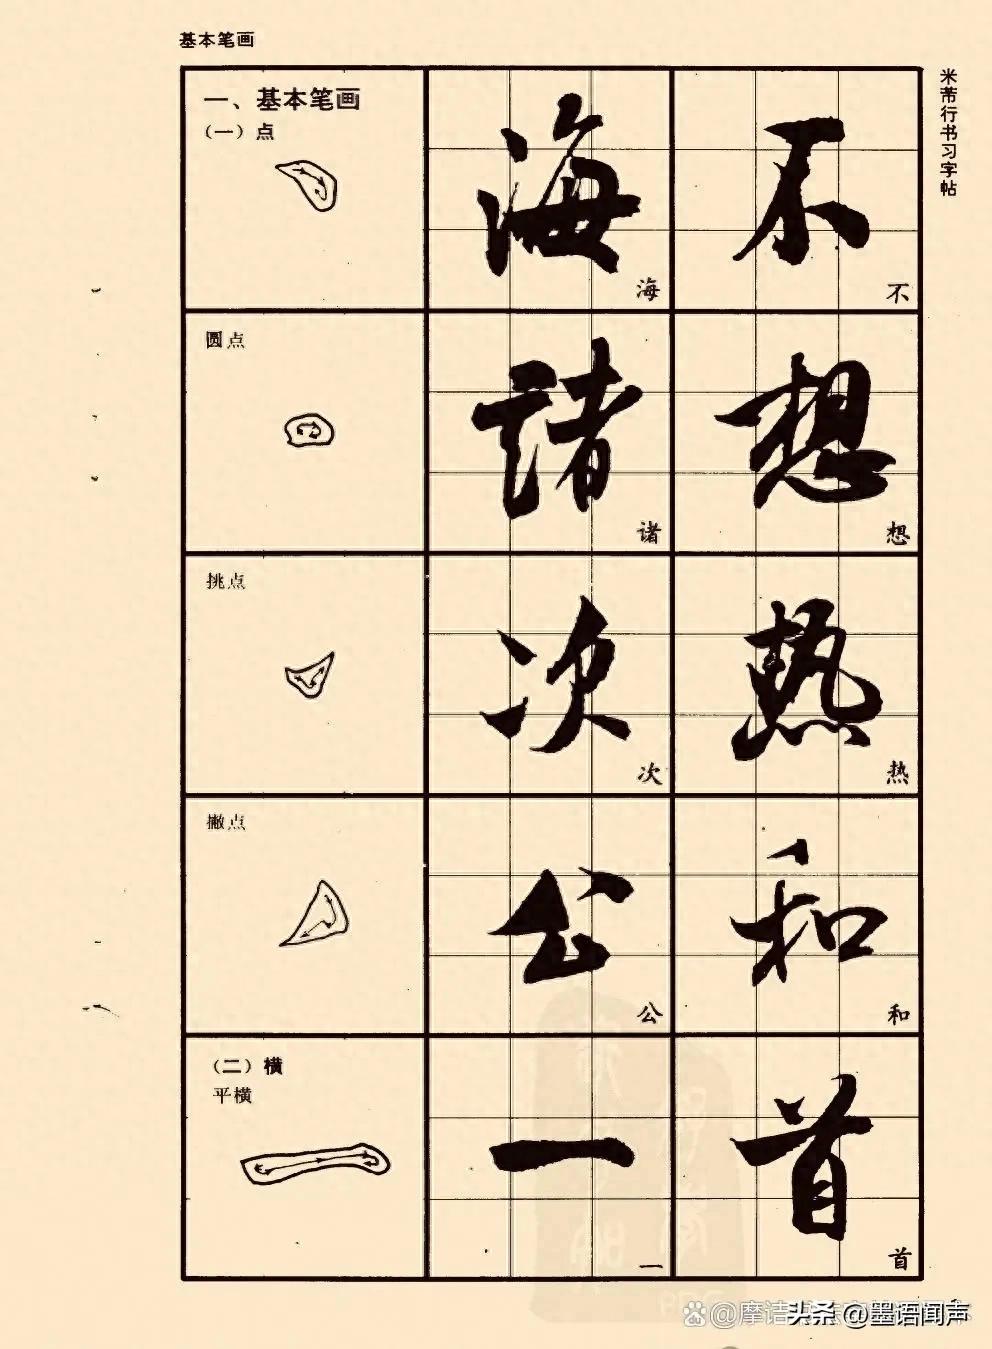 基本笔画
米芾行书习字帖
一、基本笔画
(一)点
海
不
海
不
圆点
諸
想
诸
想
挑点
次
熱
次
热
撇点
公
和
公
和
(二)横
平横
一
首
一
首
头条 @墨语闻声